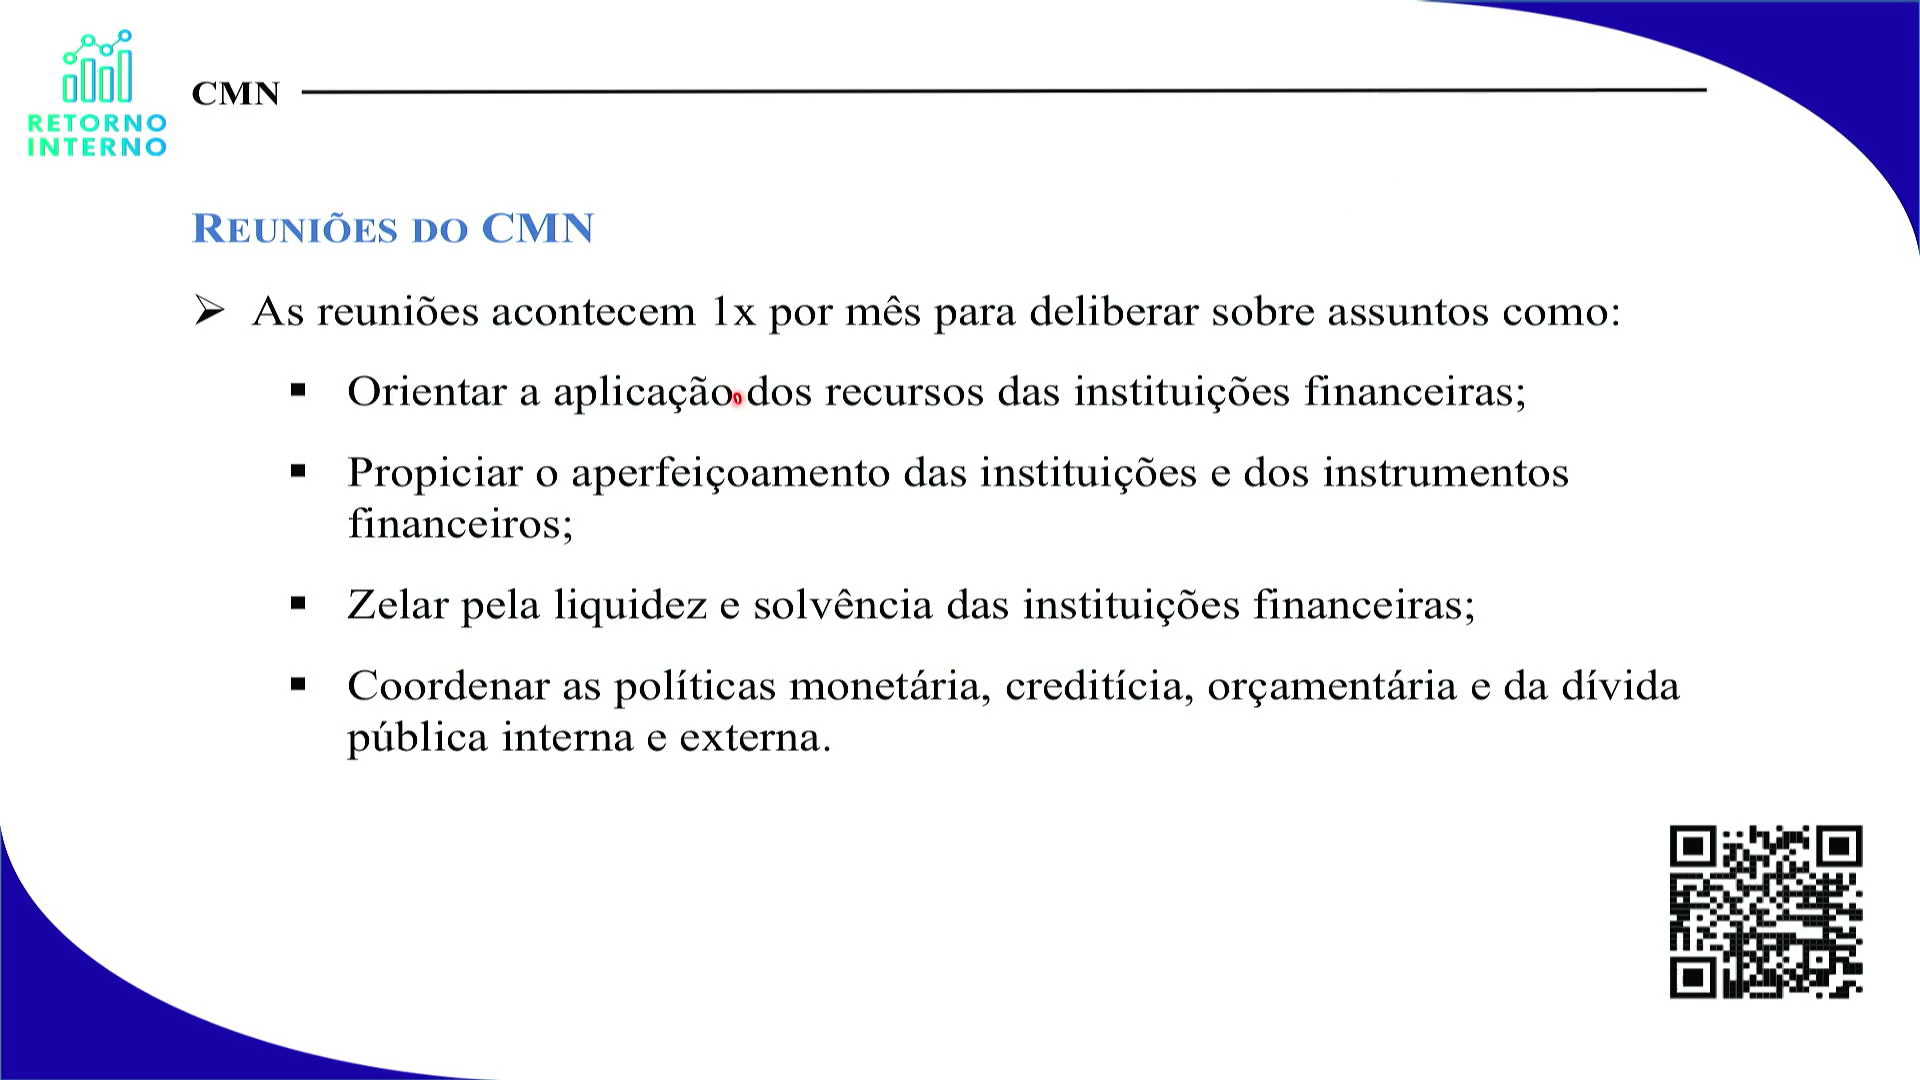 RETORNO
INTERNO
CMN
REUNIÕES DO CMN
As reuniões acontecem 1x por mês para deliberar sobre assuntos como:
Orientar a aplicação dos recursos das instituições financeiras;
Propiciar o aperfeiçoamento das instituições e dos instrumentos
financeiros;
Zelar pela liquidez e solvência das instituições financeiras;
Coordenar as políticas monetária, creditícia, orçamentária e da dívida
pública interna e externa.